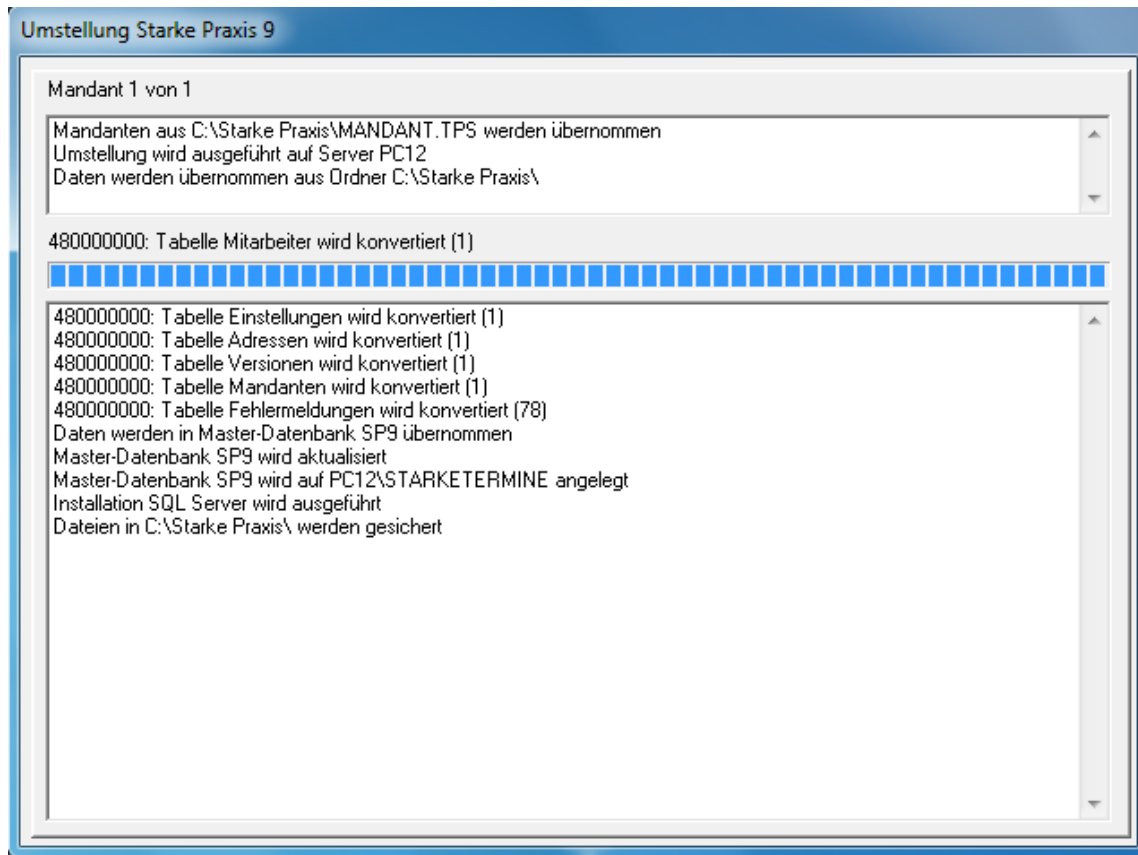 Umstellung Starke Praxis 9
Mandant 1 von 1
Mandanten aus C:\Starke Praxis\MANDANT.TPS werden übernommen
Umstellung wird ausgeführt auf Server PC12
Daten werden übernommen aus Ordner C:\Starke Praxis\
480000000: Tabelle Mitarbeiter wird konvertiert (1)
480000000: Tabelle Einstellungen wird konvertiert (1)
480000000: Tabelle Adressen wird konvertiert (1)
480000000: Tabelle Versionen wird konvertiert (1)
480000000: Tabelle Mandanten wird konvertiert (1)
480000000: Tabelle Fehlermeldungen wird konvertiert (78)
Daten werden in Master-Datenbank SP9 übernommen
Master-Datenbank SP9 wird aktualisiert
Master-Datenbank SP9 wird auf PC12\STARKETERMINE angelegt
Installation SQL Server wird ausgeführt
Dateien in C:\Starke Praxis\ werden gesichert